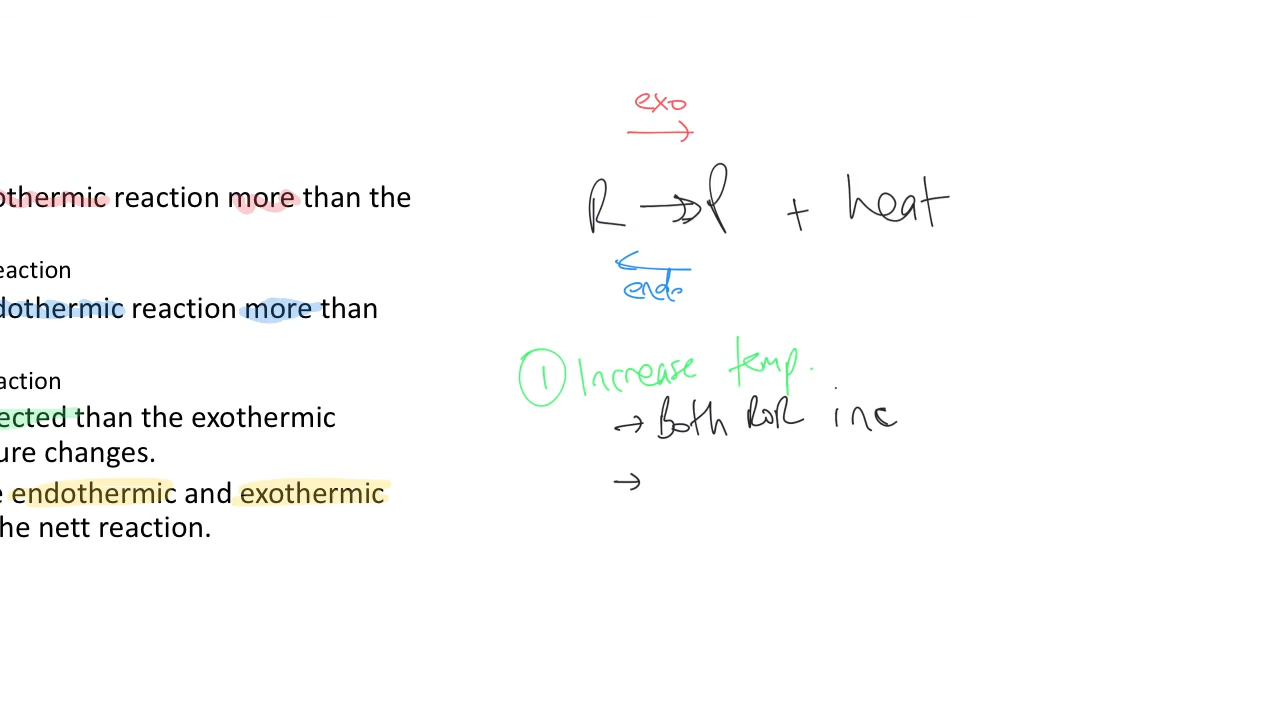 exo
othermic reaction more than the
R → P + heat
eaction
endo
dothermic reaction more than
① Increase temp.
action
ected than the exothermic
→ Both RoR inc
ure changes.
→
e endothermic and exothermic
he nett reaction.